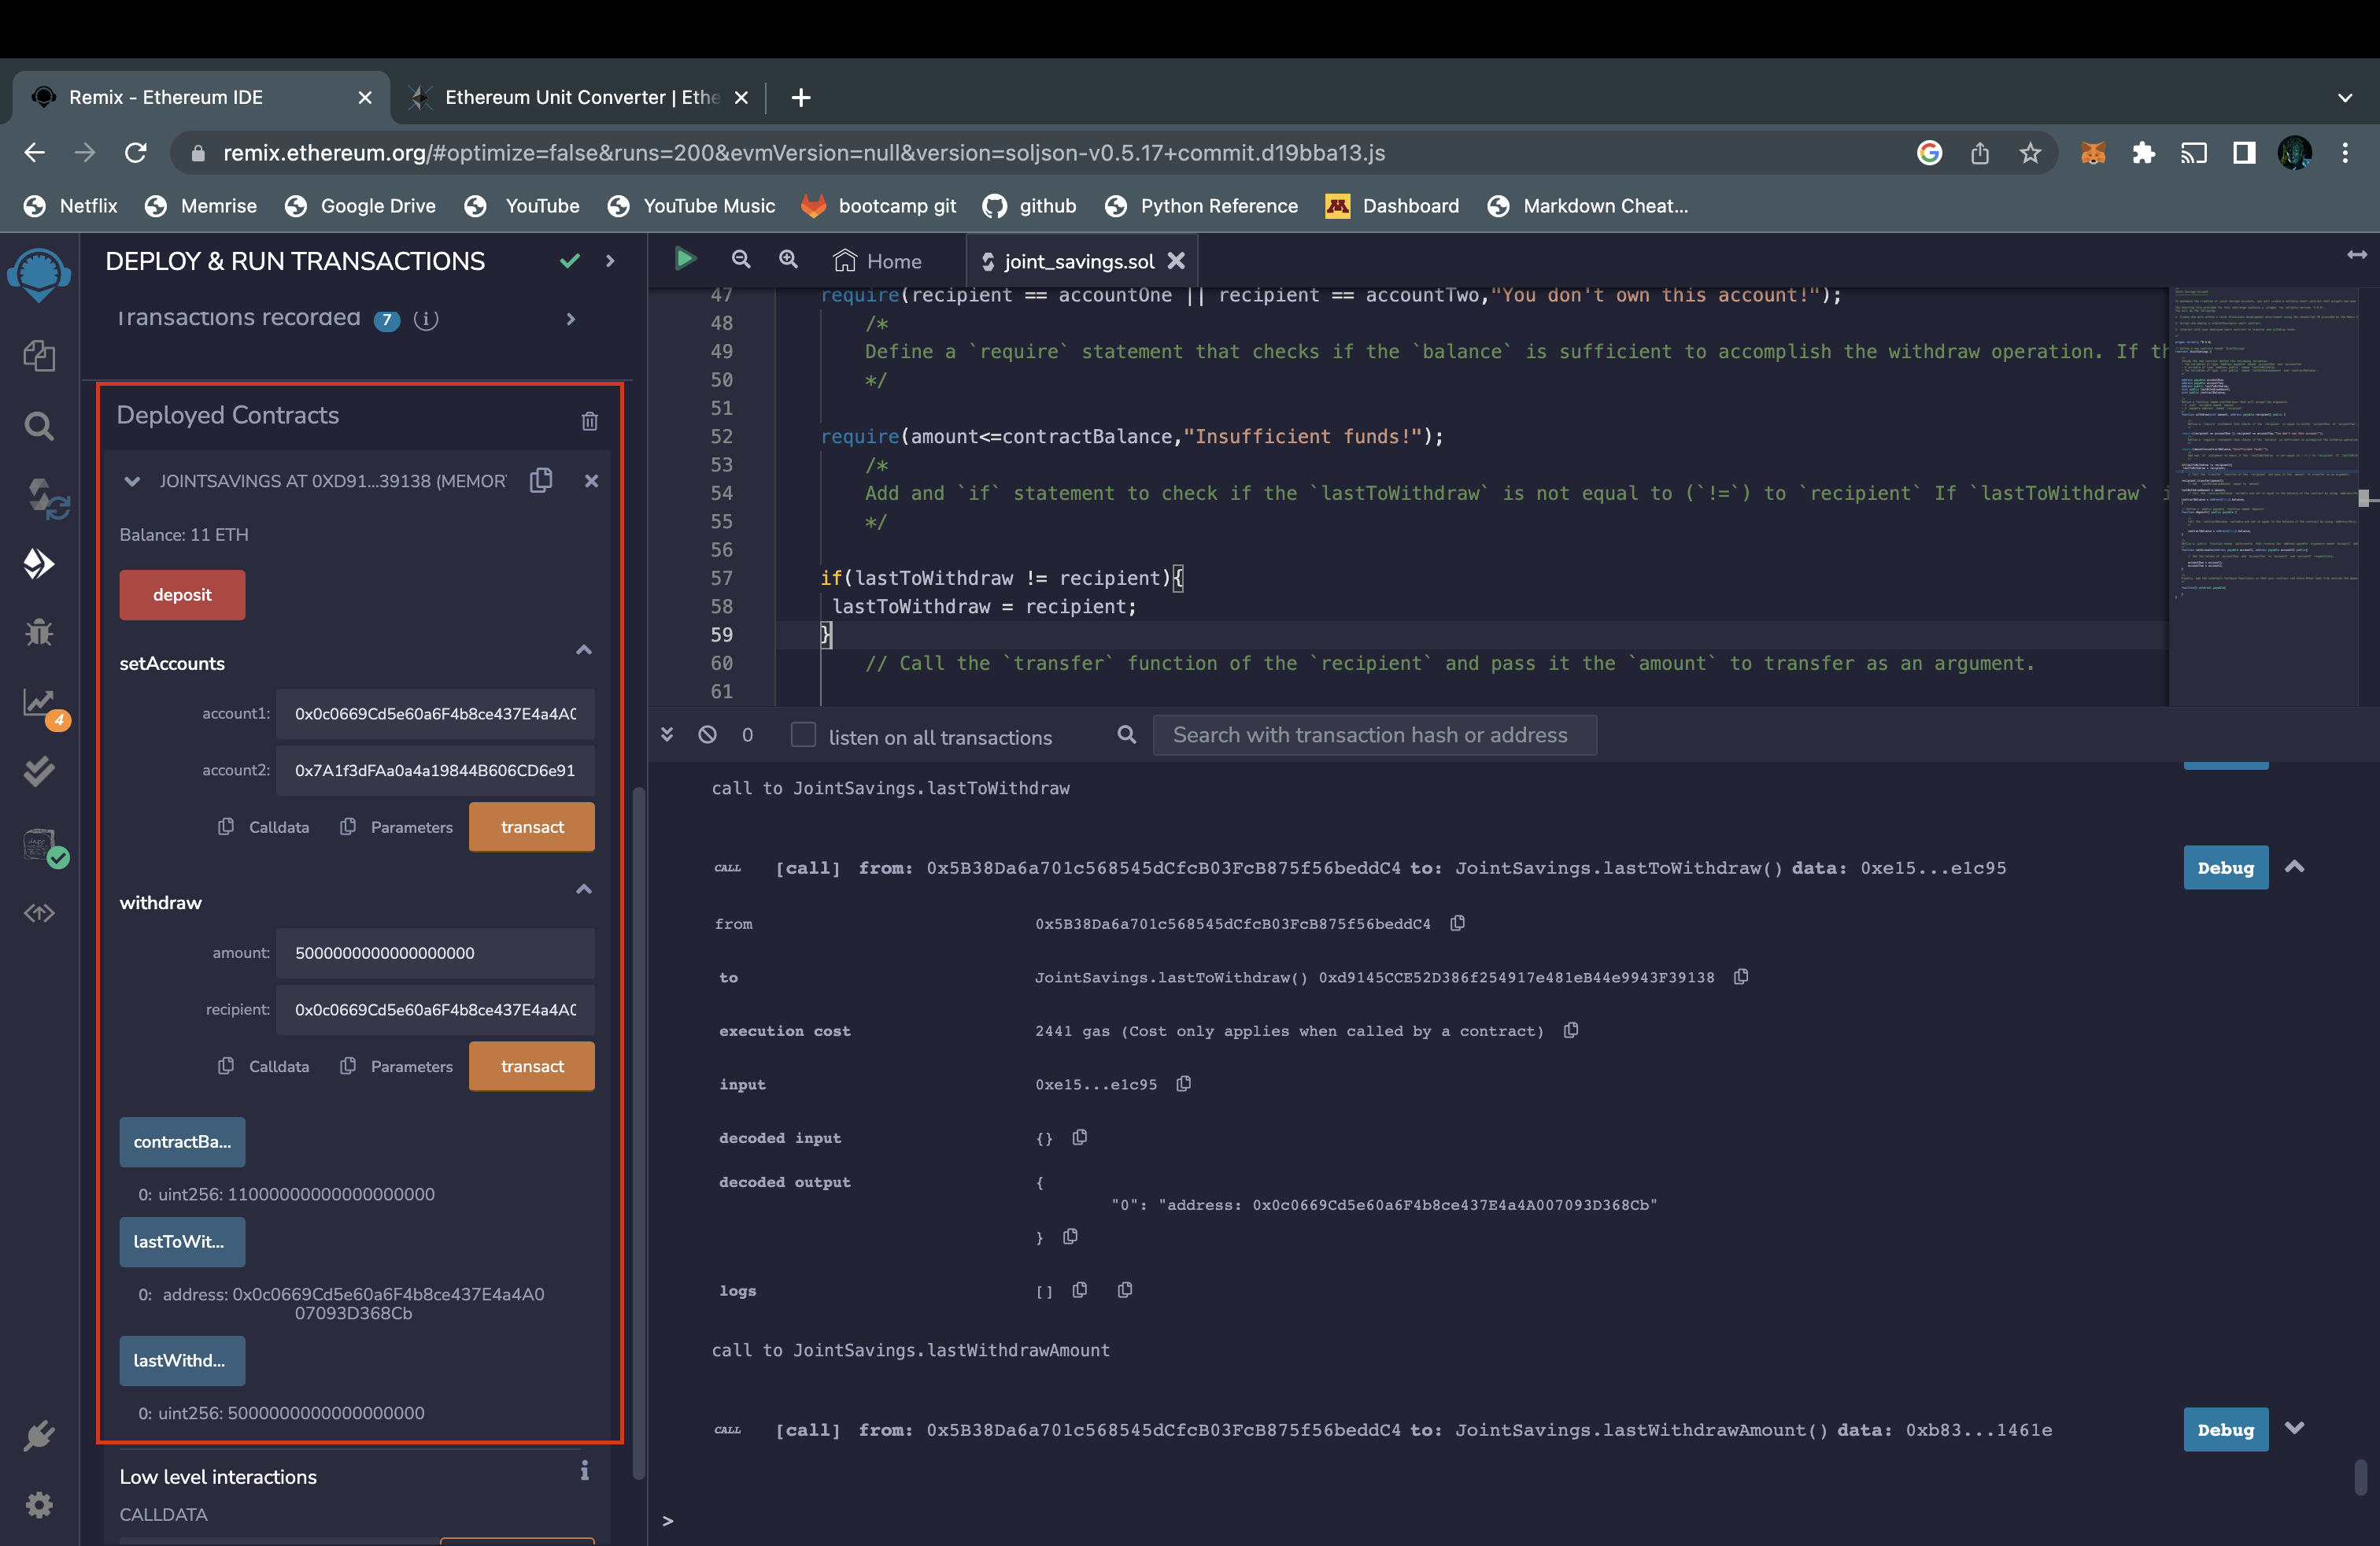 Remix - Ethereum IDE
Ethereum Unit Converter | Ethe
remix.ethereum.org/#optimize=false&runs=200&evmVersion=null&version=soljson-v0.5.17+commit.d19bba13.js
Netflix Memrise Google Drive YouTube YouTube Music bootcamp git github Python Reference Dashboard Markdown Cheat...
DEPLOY & RUN TRANSACTIONS
Transactions recorded 7 i
Deployed Contracts
JOINTSAVINGS AT 0XD91...39138 (MEMOR
Balance: 11 ETH
deposit
setAccounts
account1: 0x0c0669Cd5e60a6F4b8ce437E4a4A0
account2: 0x7A1f3dFAa0a4a19844B606CD6e91
Calldata Parameters transact
withdraw
amount: 5000000000000000000
recipient: 0x0c0669Cd5e60a6F4b8ce437E4a4A0
Calldata Parameters transact
contractBa...
0: uint256: 11000000000000000000
lastToWit...
0: address: 0x0c0669Cd5e60a6F4b8ce437E4a4A0
07093D368Cb
lastWithd...
0: uint256: 5000000000000000000
Low level interactions
CALLDATA
4
Home joint_savings.sol
47 require(recipient == accountOne || recipient == accountTwo,"You don't own this account!");
48 /*
49 Define a `require` statement that checks if the `balance` is sufficient to accomplish the withdraw operation. If th
50 */
51
52 require(amount<=contractBalance,"Insufficient funds!");
53 /*
54 Add and `if` statement to check if the `lastToWithdraw` is not equal to (`!=`) to `recipient` If `lastToWithdraw` i
55 */
56
57 if(lastToWithdraw != recipient){
58 lastToWithdraw = recipient;
59 }
60 // Call the `transfer` function of the `recipient` and pass it the `amount` to transfer as an argument.
61
0 listen on all transactions Search with transaction hash or address
call to JointSavings.lastToWithdraw
CALL [call] from: 0x5B38Da6a701c568545dCfcB03FcB875f56beddC4 to: JointSavings.lastToWithdraw() data: 0xe15...e1c95 Debug
from 0x5B38Da6a701c568545dCfcB03FcB875f56beddC4
to JointSavings.lastToWithdraw() 0xd9145CCE52D386f254917e481eB44e9943F39138
execution cost 2441 gas (Cost only applies when called by a contract)
input 0xe15...e1c95
decoded input {}
decoded output {
"0": "address: 0x0c0669Cd5e60a6F4b8ce437E4a4A007093D368Cb"
}
logs []
call to JointSavings.lastWithdrawAmount
CALL [call] from: 0x5B38Da6a701c568545dCfcB03FcB875f56beddC4 to: JointSavings.lastWithdrawAmount() data: 0xb83...1461e Debug
>